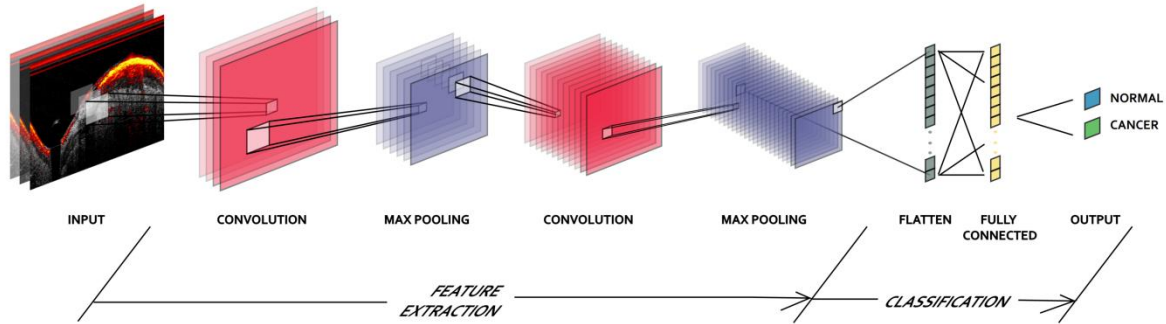 NORMAL
CANCER
INPUT
CONVOLUTION
MAX POOLING
CONVOLUTION
MAX POOLING
FLATTEN
FULLY
CONNECTED
OUTPUT
FEATURE
EXTRACTION
CLASSIFICATION